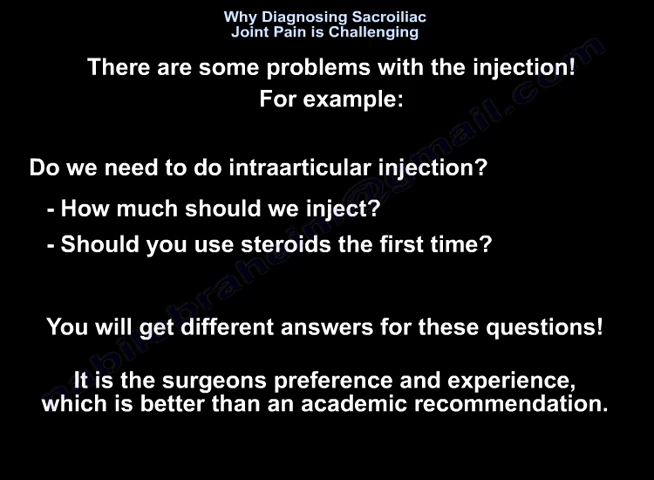 Why Diagnosing Sacroiliac
Joint Pain is Challenging
There are some problems with the injection!
For example:
Do we need to do intraarticular injection?
- How much should we inject?
- Should you use steroids the first time?
You will get different answers for these questions!
It is the surgeons preference and experience,
which is better than an academic recommendation.